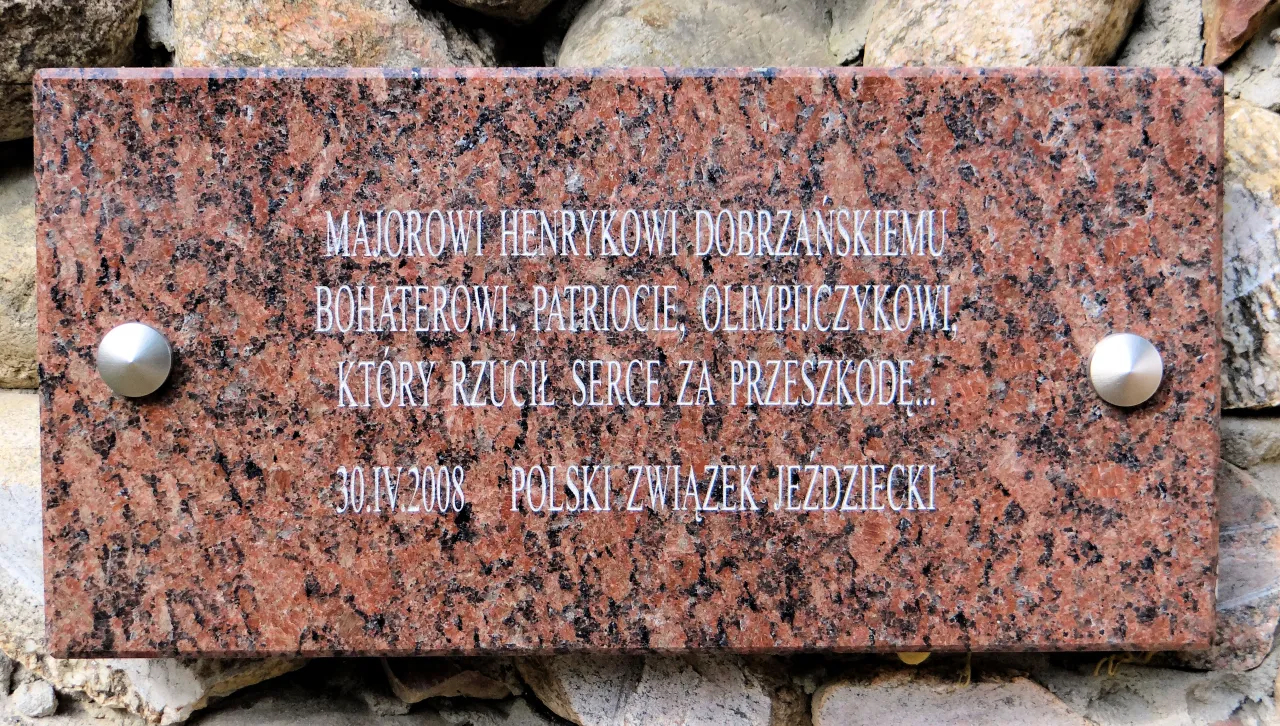 MAJOROWI HENRYKOWI DOBRZAŃSKIEMU
BOHATEROWI, PATRIOCIE, OLIMPIJCZYKOWI,
KTÓRY RZUCIŁ SERCE ZA PRZESZKODĘ...
30.IV.2008 POLSKI ZWIĄZEK JEŹDZIECKI